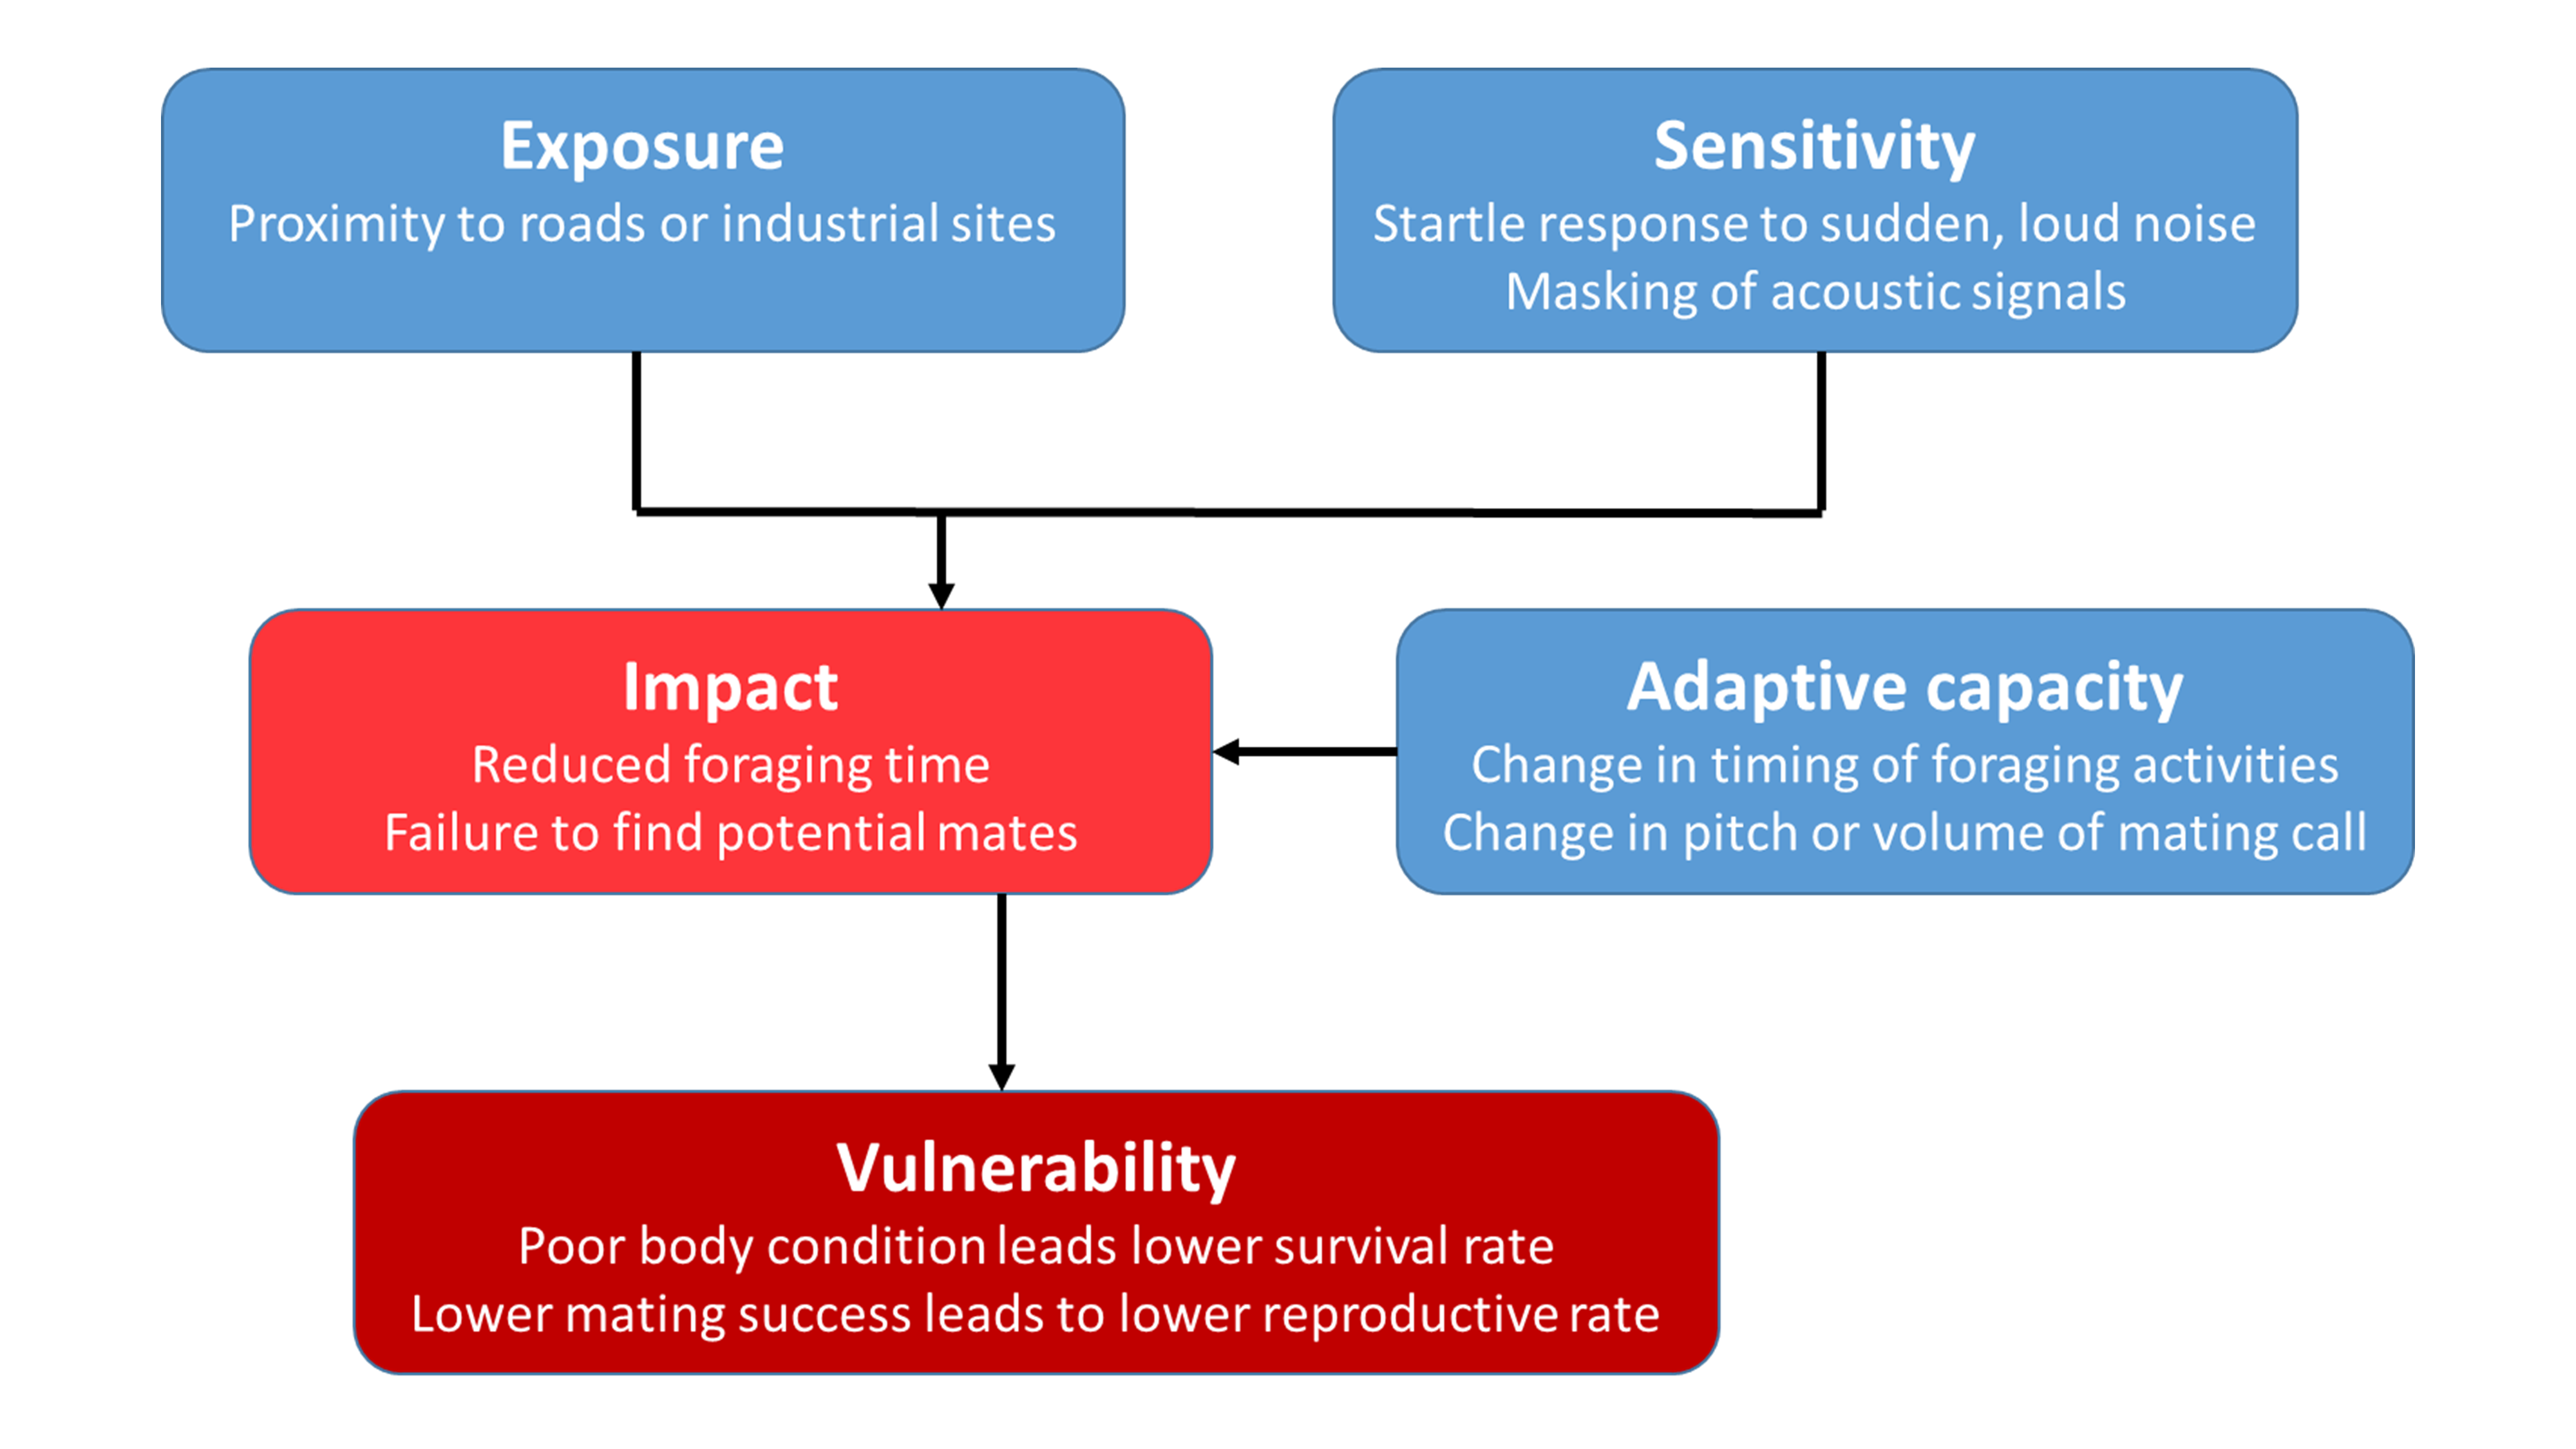 Exposure
Proximity to roads or industrial sites
Sensitivity
Startle response to sudden, loud noise
Masking of acoustic signals
Impact
Reduced foraging time
Failure to find potential mates
Adaptive capacity
Change in timing of foraging activities
Change in pitch or volume of mating call
Vulnerability
Poor body condition leads lower survival rate
Lower mating success leads to lower reproductive rate